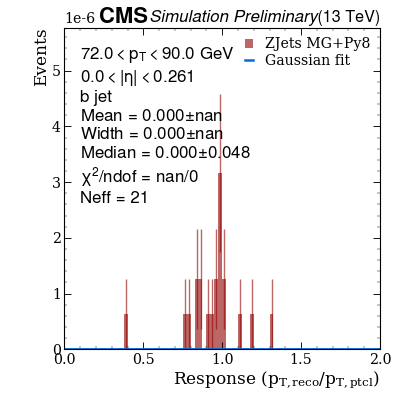 1e-6 CMS Simulation Preliminary (13 TeV)
Events
72.0 < p_T < 90.0 GeV
0.0 < |η| < 0.261
b jet
Mean = 0.000±nan
Width = 0.000±nan
Median = 0.000±0.048
χ²/ndof = nan/0
Neff = 21
ZJets MG+Py8
Gaussian fit
5
4
3
2
1
0
0.0 0.5 1.0 1.5 2.0
Response (p_T,reco/p_T,ptcl)